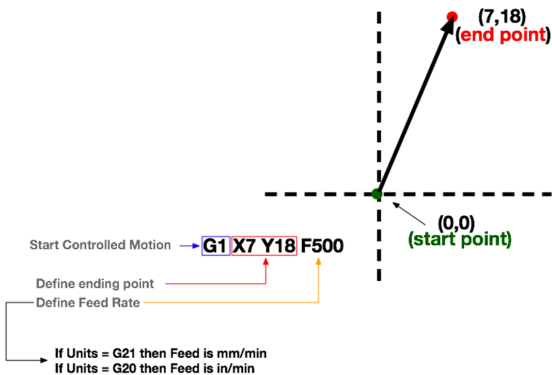 (7,18)
(end point)
(0,0)
(start point)
Start Controlled Motion
G1 X7 Y18 F500
Define ending point
Define Feed Rate
If Units = G21 then Feed is mm/min
If Units = G20 then Feed is in/min